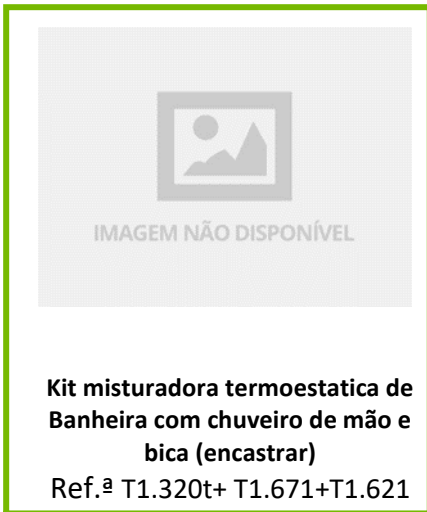 IMAGEM NÃO DISPONÍVEL
Kit misturadora termoestatica de
Banheira com chuveiro de mão e
bica (encastrar)
Ref.ª T1.320t+ T1.671+T1.621